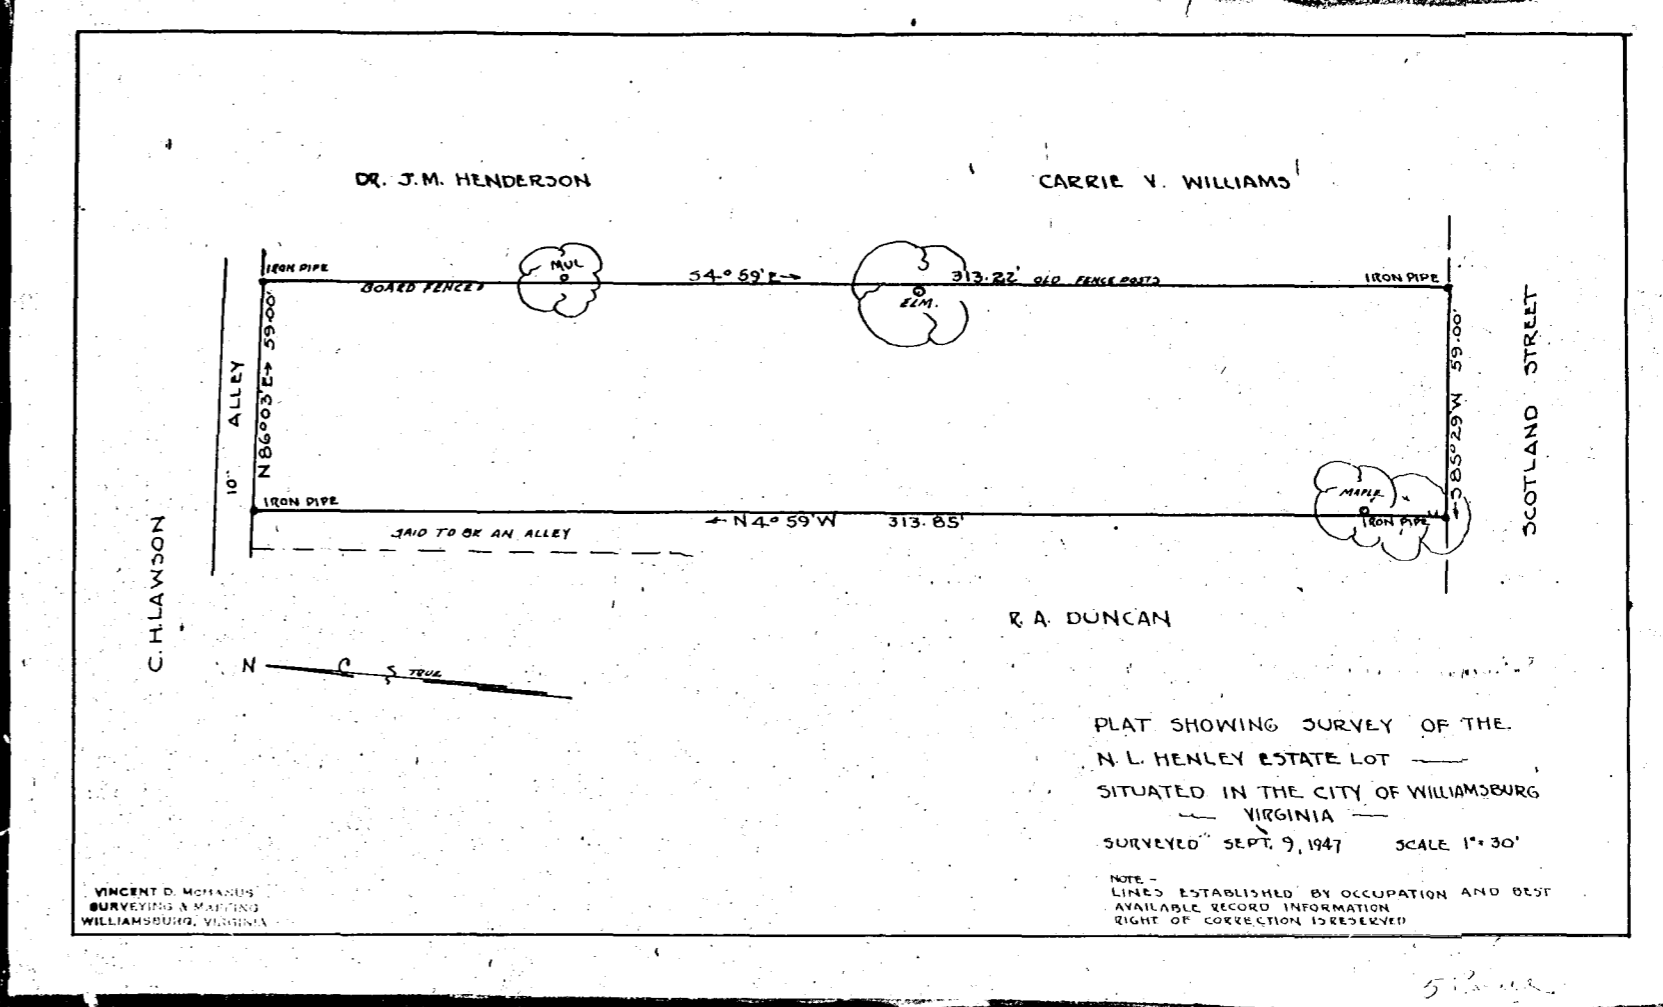 DR. J.M. HENDERSON
CARRIE V. WILLIAMS
IRON PIPE
BOARD FENCE
MUL
S4° 59'E→
313.22'
OLD FENCE POSTS
ELM.
IRON PIPE
10" ALLEY
N86°03'E→ 59.00'
←S85°29'W 59.00'
SCOTLAND STREET
IRON PIPE
SAID TO BE AN ALLEY
←N4° 59'W
313.85'
MAPLE
IRON PIPE
C.H.LAWSON
R. A. DUNCAN
N
TRUE
PLAT SHOWING SURVEY OF THE
N. L. HENLEY ESTATE LOT
SITUATED IN THE CITY OF WILLIAMSBURG
VIRGINIA
SURVEYED SEPT. 9, 1947 SCALE 1"=30'
NOTE -
LINES ESTABLISHED BY OCCUPATION AND BEST
AVAILABLE RECORD INFORMATION
RIGHT OF CORRECTION IS RESERVED
VINCENT D. McMANUS
SURVEYING & MAPPING
WILLIAMSBURG, VIRGINIA